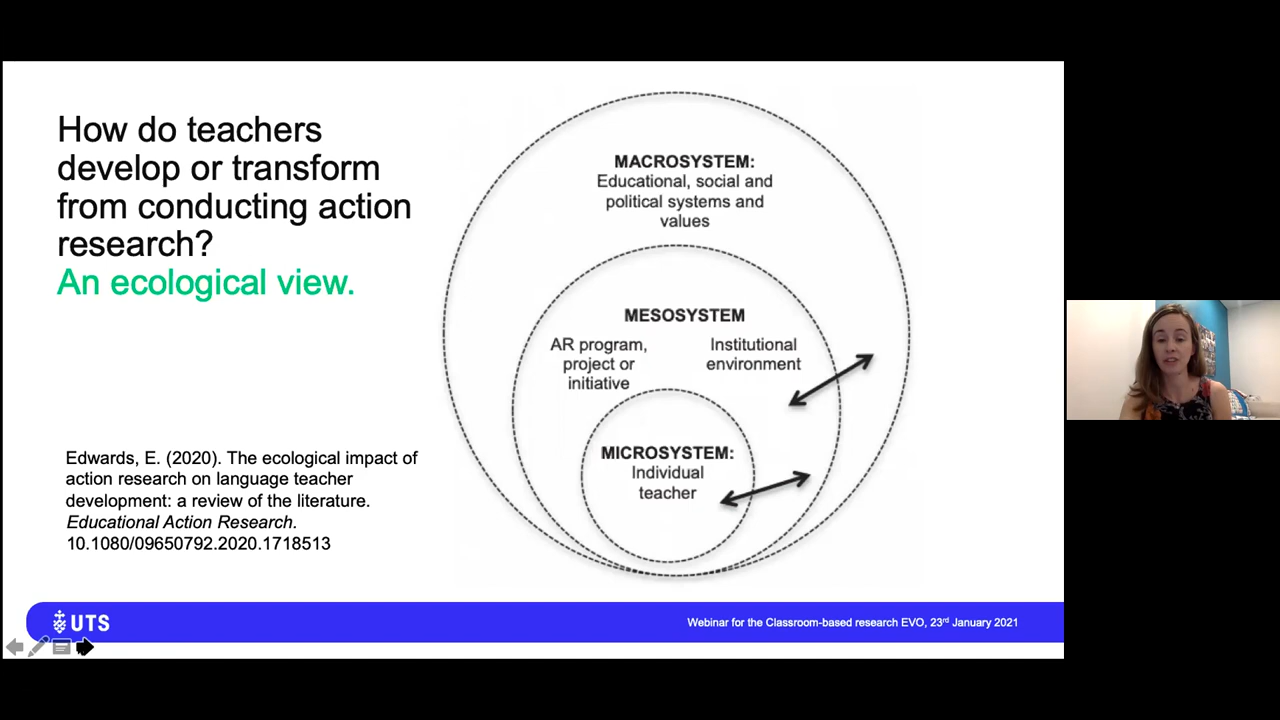 How do teachers
develop or transform
from conducting action
research?
An ecological view.
MACROSYSTEM:
Educational, social and
political systems and
values
MESOSYSTEM
AR program,
project or
initiative
Institutional
environment
MICROSYSTEM:
Individual
teacher
Edwards, E. (2020). The ecological impact of
action research on language teacher
development: a review of the literature.
Educational Action Research.
10.1080/09650792.2020.1718513
UTS
Webinar for the Classroom-based research EVO, 23rd January 2021